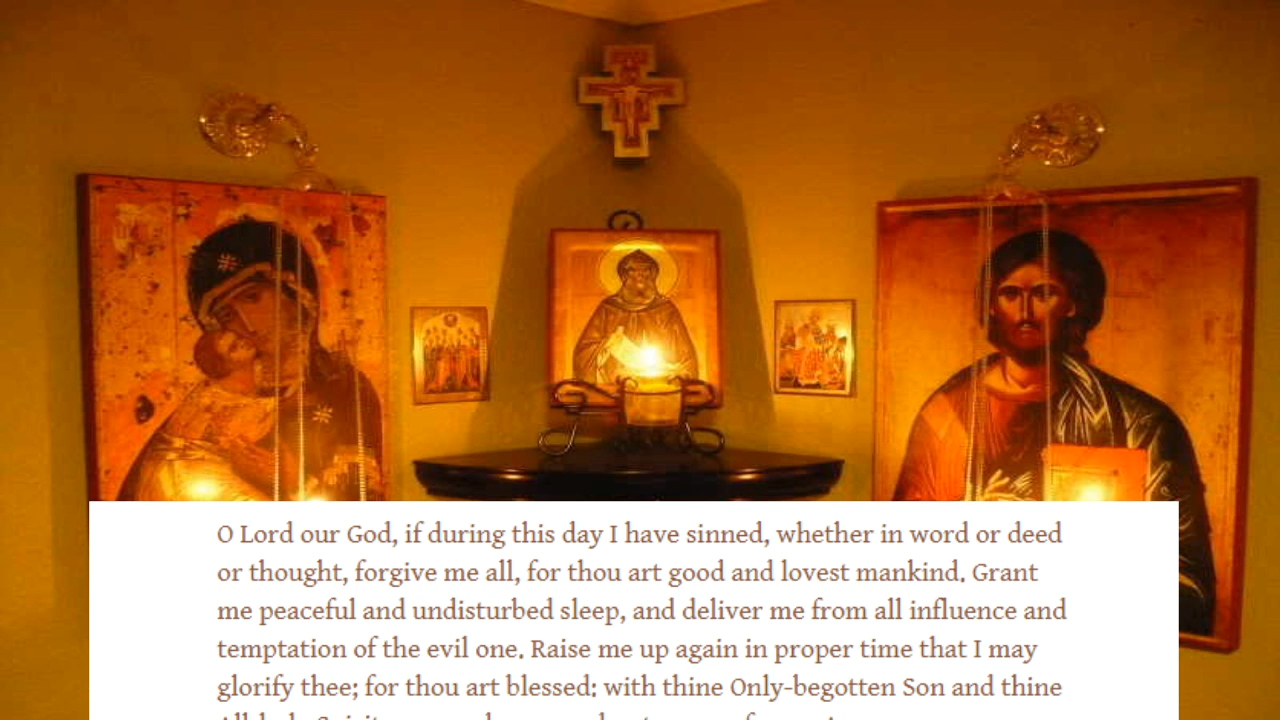 O Lord our God, if during this day I have sinned, whether in word or deed
or thought, forgive me all, for thou art good and lovest mankind. Grant
me peaceful and undisturbed sleep, and deliver me from all influence and
temptation of the evil one. Raise me up again in proper time that I may
glorify thee; for thou art blessed: with thine Only-begotten Son and thine